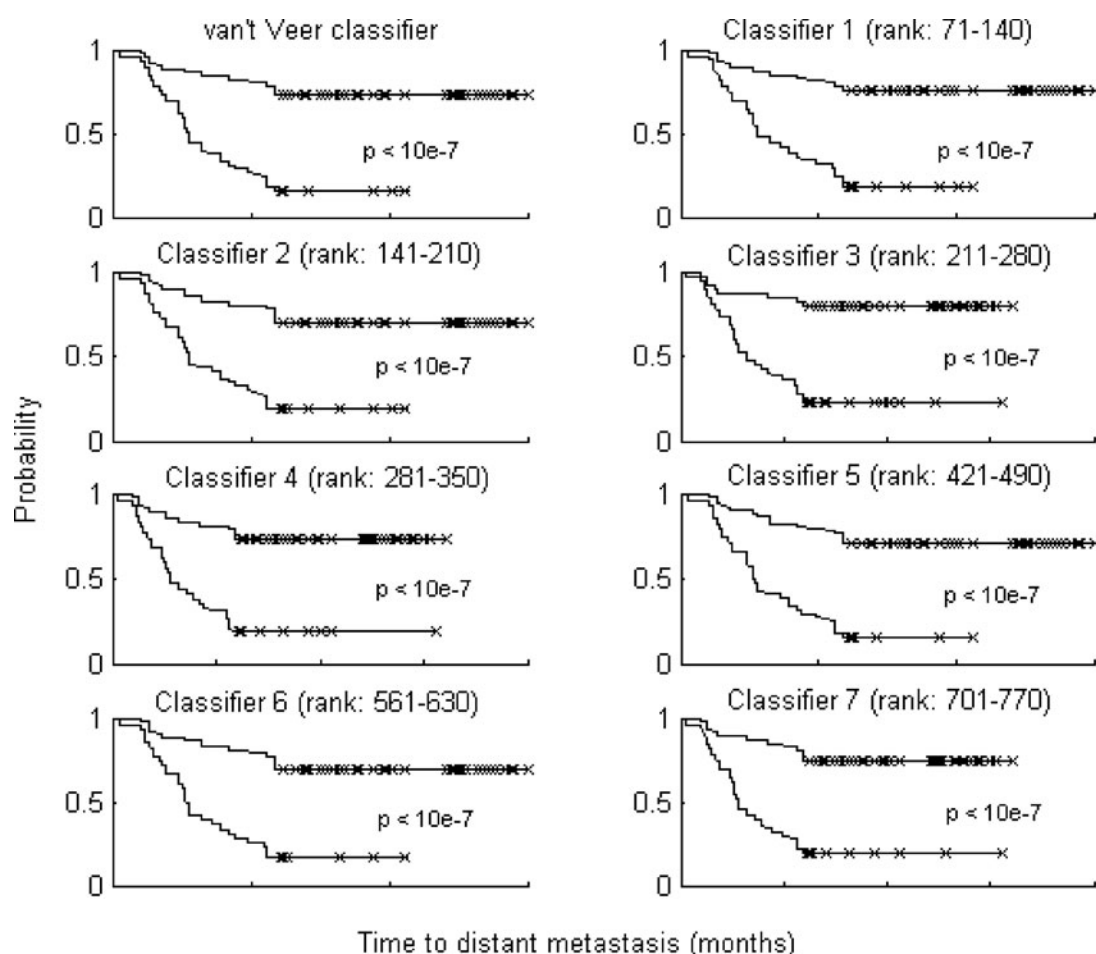 van't Veer classifier
1
0.5
0
p < 10e-7
Classifier 1 (rank: 71-140)
1
0.5
0
p < 10e-7
Classifier 2 (rank: 141-210)
1
0.5
0
p < 10e-7
Classifier 3 (rank: 211-280)
1
0.5
0
p < 10e-7
Probability
Classifier 4 (rank: 281-350)
1
0.5
0
p < 10e-7
Classifier 5 (rank: 421-490)
1
0.5
0
p < 10e-7
Classifier 6 (rank: 561-630)
1
0.5
0
p < 10e-7
Classifier 7 (rank: 701-770)
1
0.5
0
p < 10e-7
Time to distant metastasis (months)